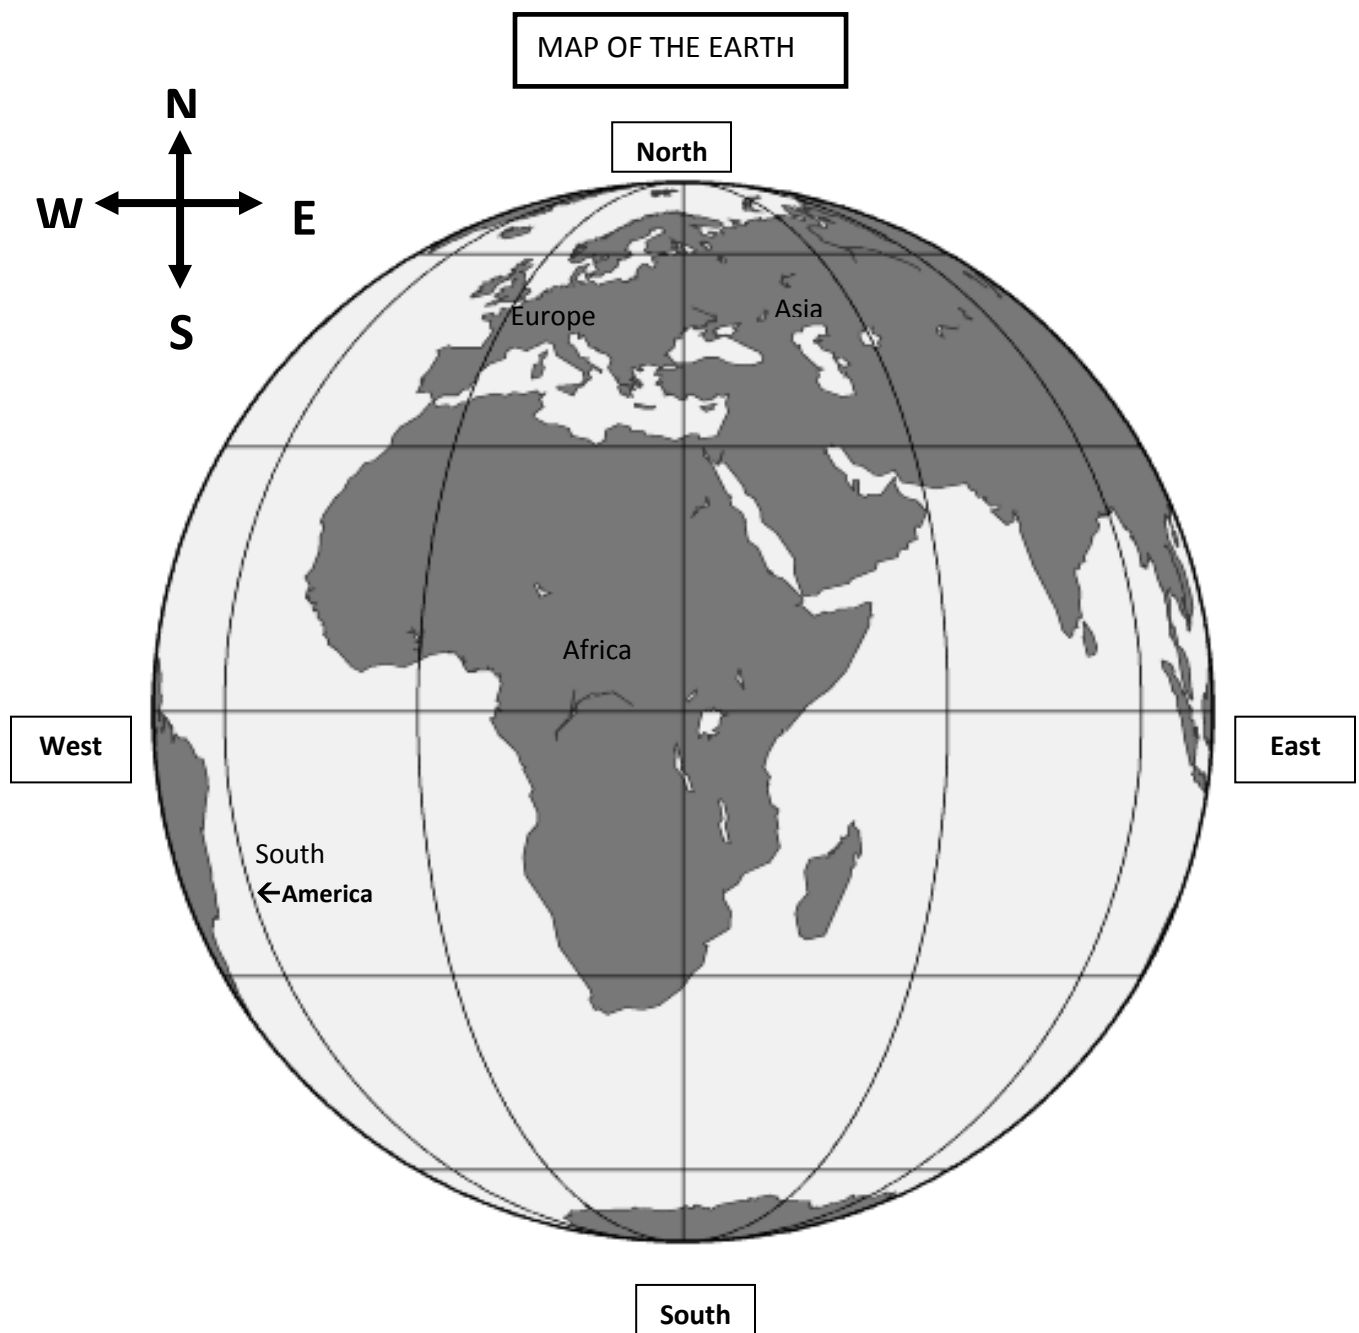 MAP OF THE EARTH
N
W
E
S
North
Europe
Asia
Africa
West
East
South
←America
South